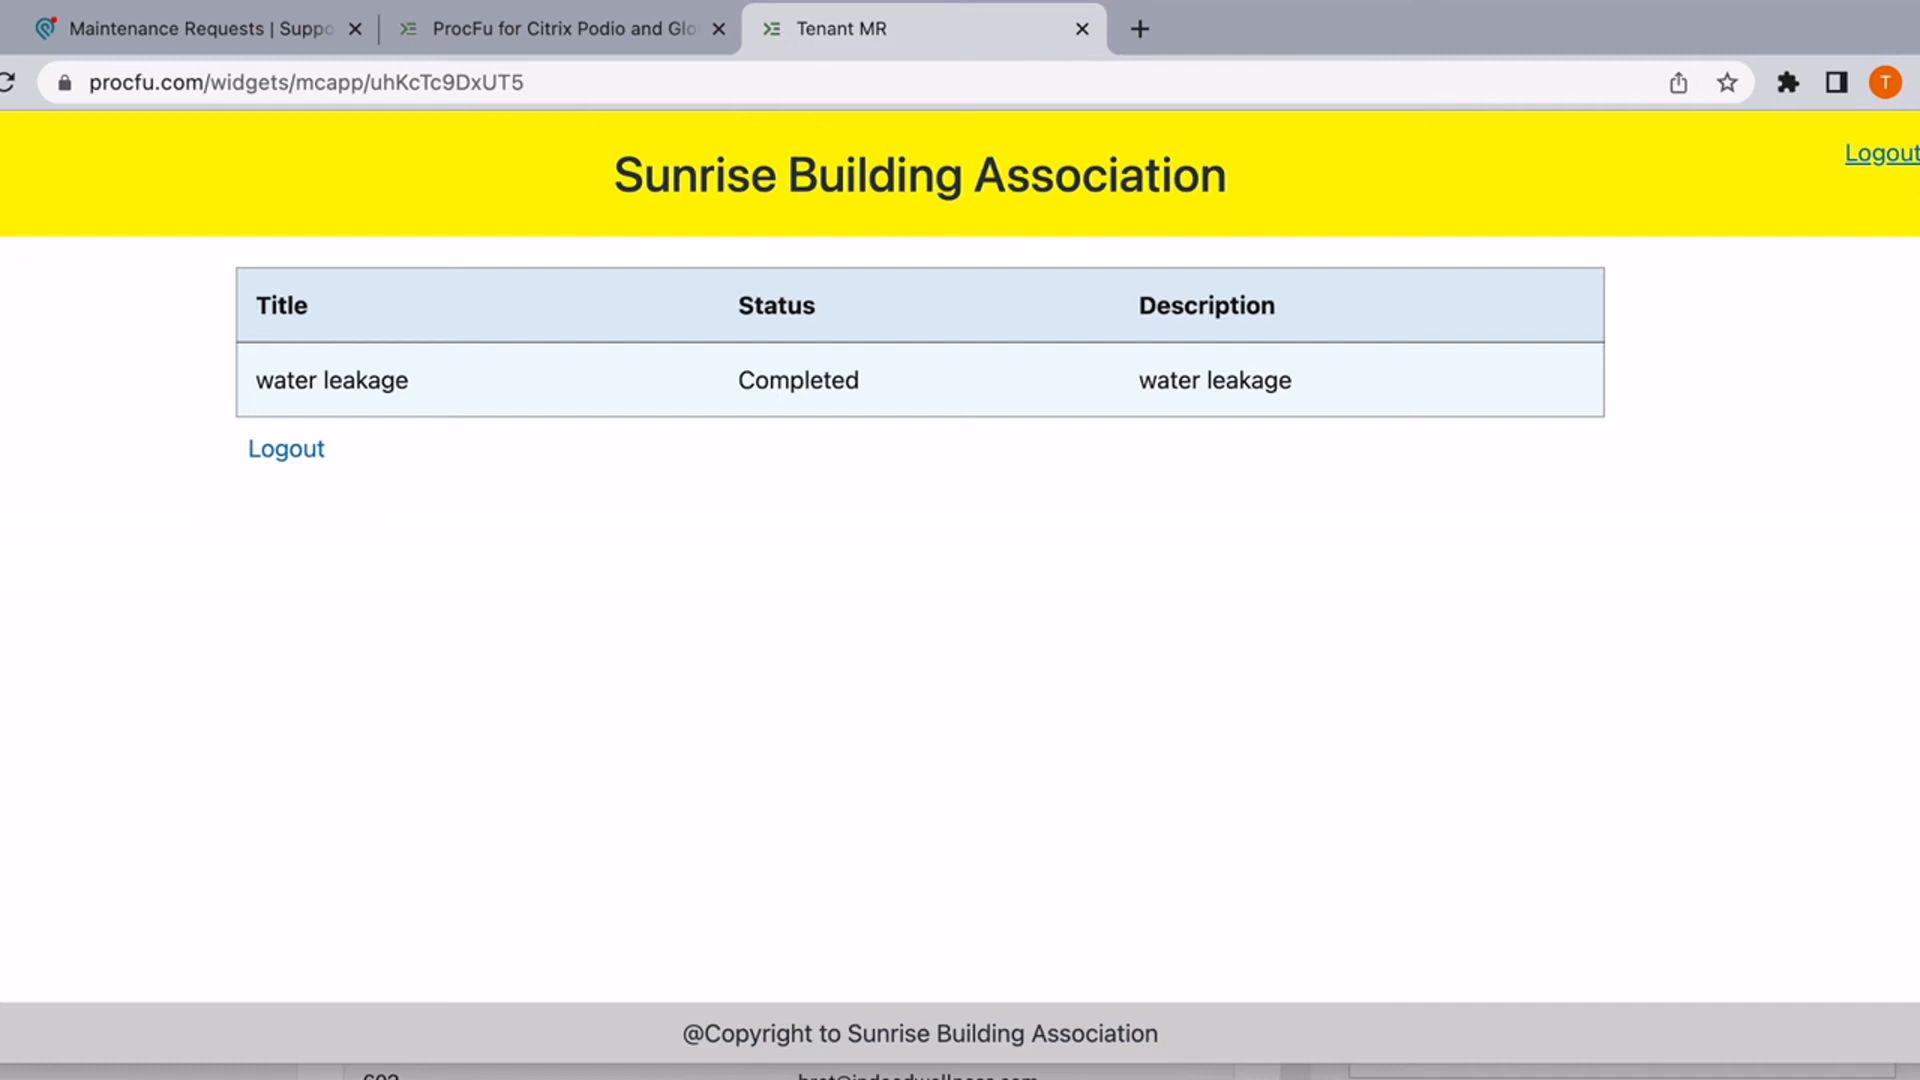 Maintenance Requests | Suppo
ProcFu for Citrix Podio and Glo
Tenant MR
procfu.com/widgets/mcapp/uhKcTc9DxUT5
T
Logout
Sunrise Building Association
Title Status Description
water leakage Completed water leakage
Logout
@Copyright to Sunrise Building Association